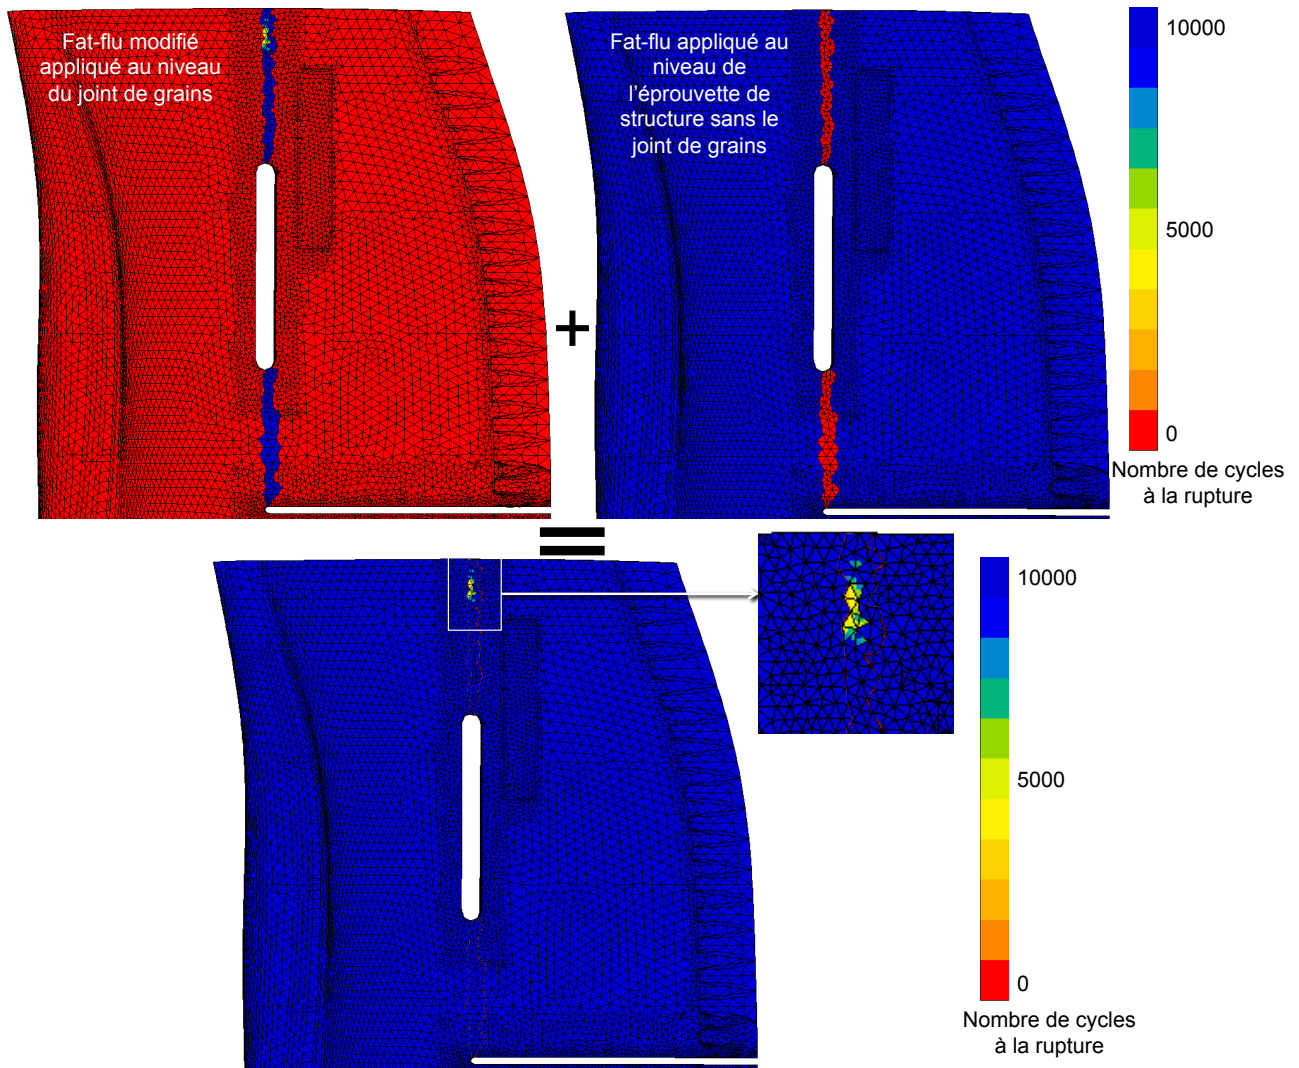 Fat-flu modifié
appliqué au niveau
du joint de grains
Fat-flu appliqué au
niveau de
l'éprouvette de
structure sans le
joint de grains
+
10000
5000
0
Nombre de cycles
à la rupture
=
10000
5000
0
Nombre de cycles
à la rupture